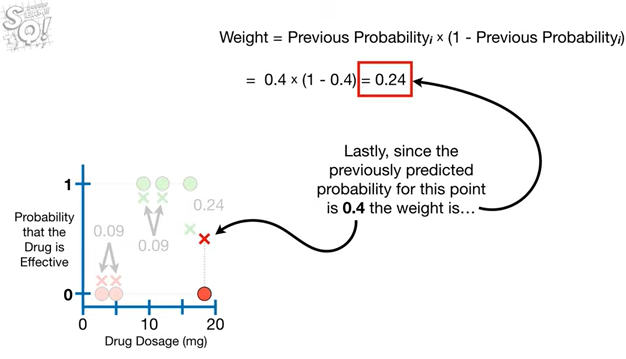 SQ!
Weight = Previous Probabilityᵢ × (1 - Previous Probabilityᵢ)
= 0.4 × (1 - 0.4) = 0.24
Lastly, since the
previously predicted
probability for this point
is 0.4 the weight is…
Probability
that the
Drug is
Effective
1
0
0.09
0.09
0.24
0
10
20
Drug Dosage (mg)